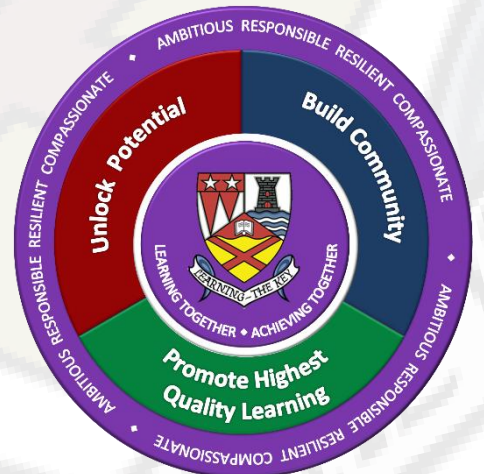 AMBITIOUS RESPONSIBLE RESILIENT COMPASSIONATE
AMBITIOUS RESPONSIBLE RESILIENT COMPASSIONATE
AMBITIOUS RESPONSIBLE RESILIENT COMPASSIONATE
Unlock Potential
Build Community
Promote Highest
Quality Learning
LEARNING-THE KEY
LEARNING TOGETHER ♦ ACHIEVING TOGETHER